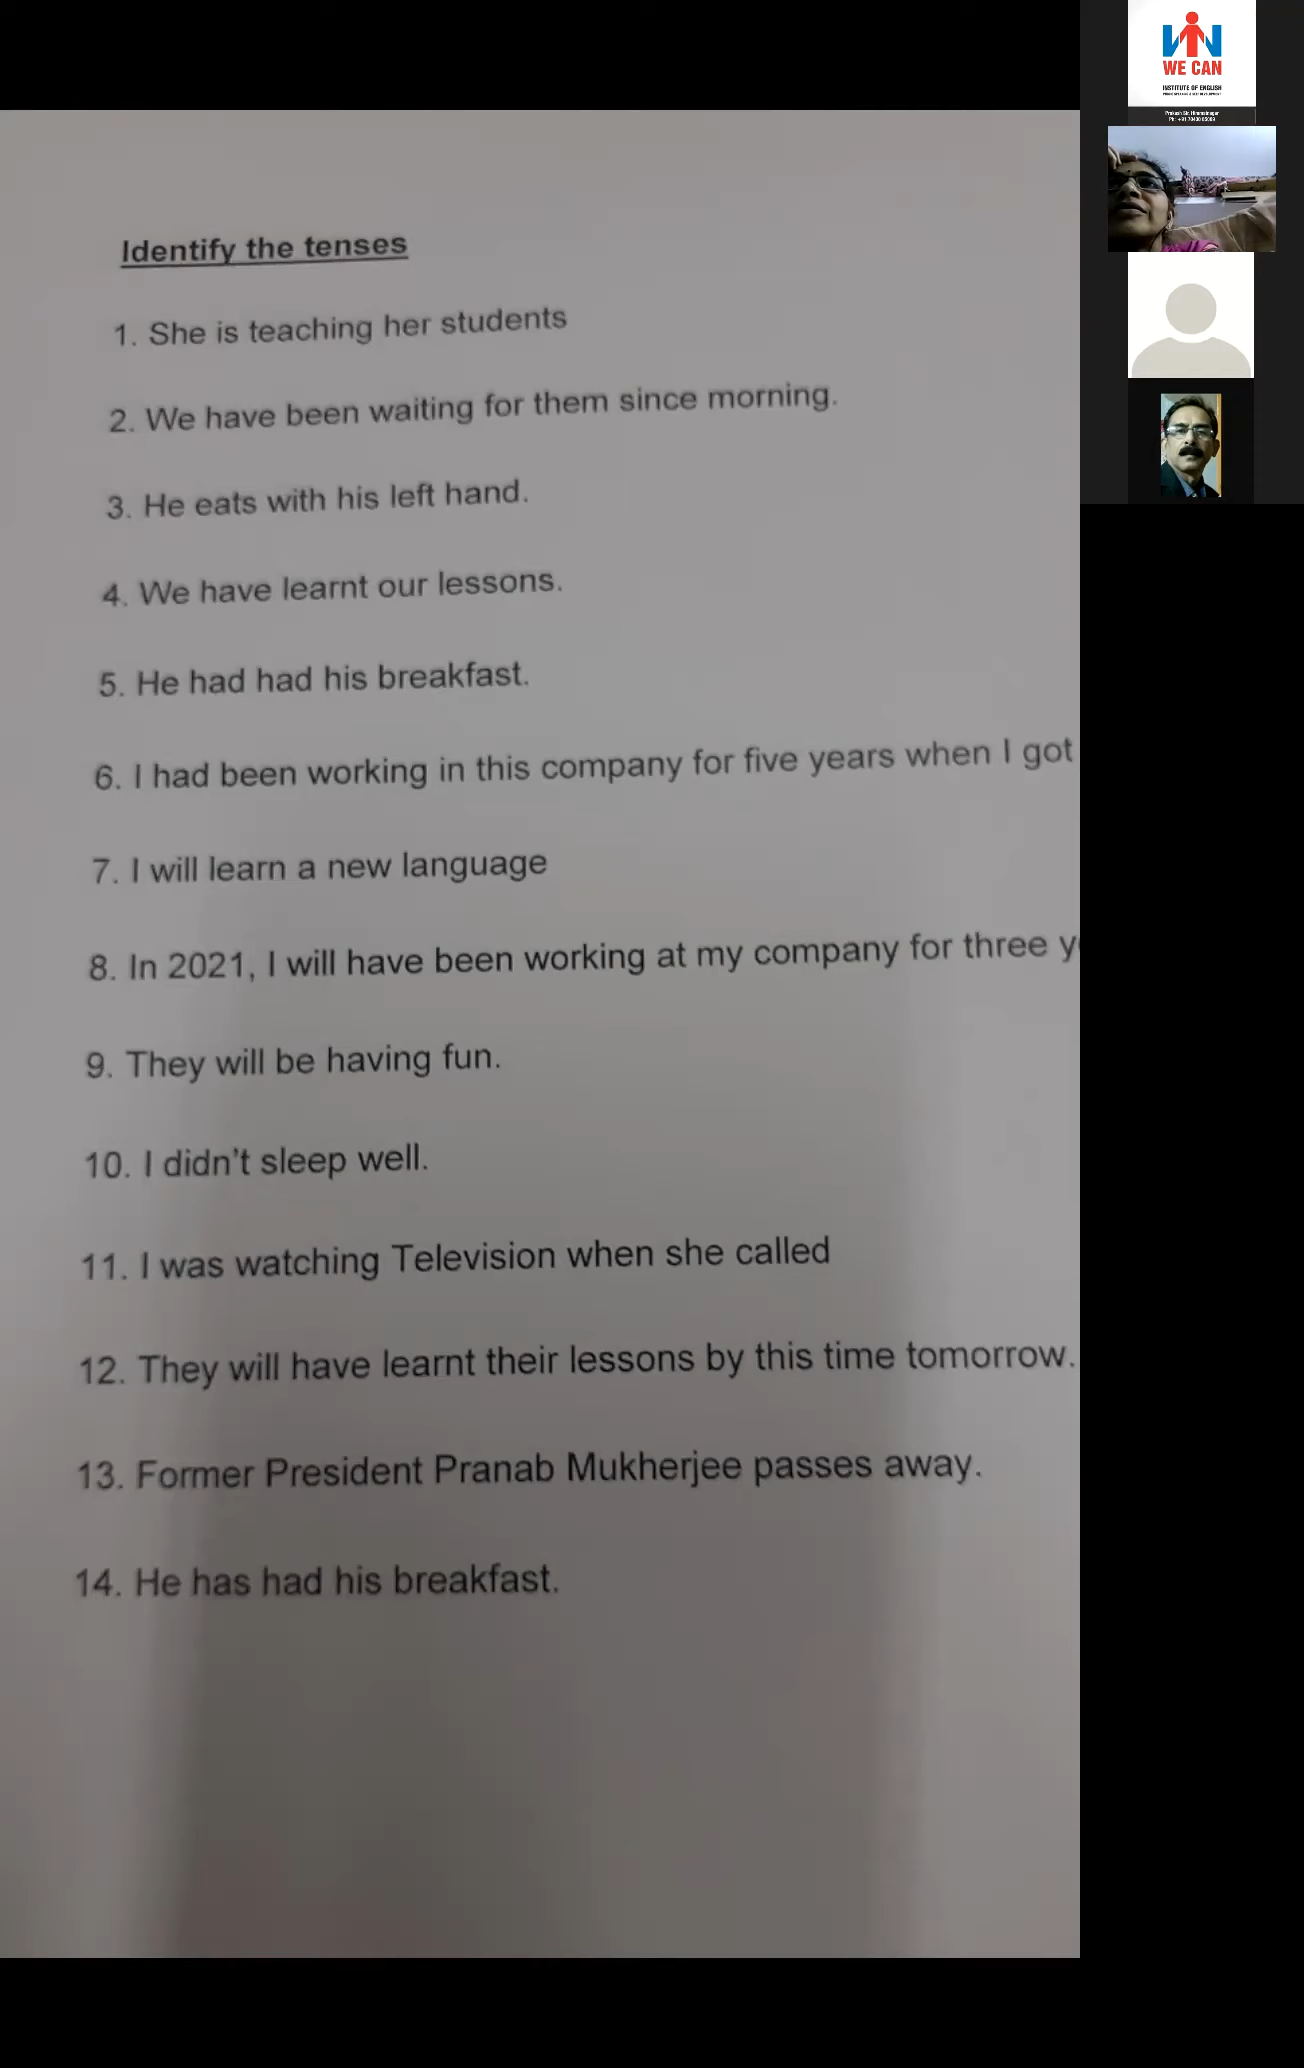 WE CAN
INSTITUTE OF ENGLISH
Identify the tenses
1. She is teaching her students
2. We have been waiting for them since morning.
3. He eats with his left hand.
4. We have learnt our lessons.
5. He had had his breakfast.
6. I had been working in this company for five years when I got
7. I will learn a new language
8. In 2021, I will have been working at my company for three
9. They will be having fun.
10. I didn't sleep well.
11. I was watching Television when she called
12. They will have learnt their lessons by this time tomorrow.
13. Former President Pranab Mukherjee passes away.
14. He has had his breakfast.